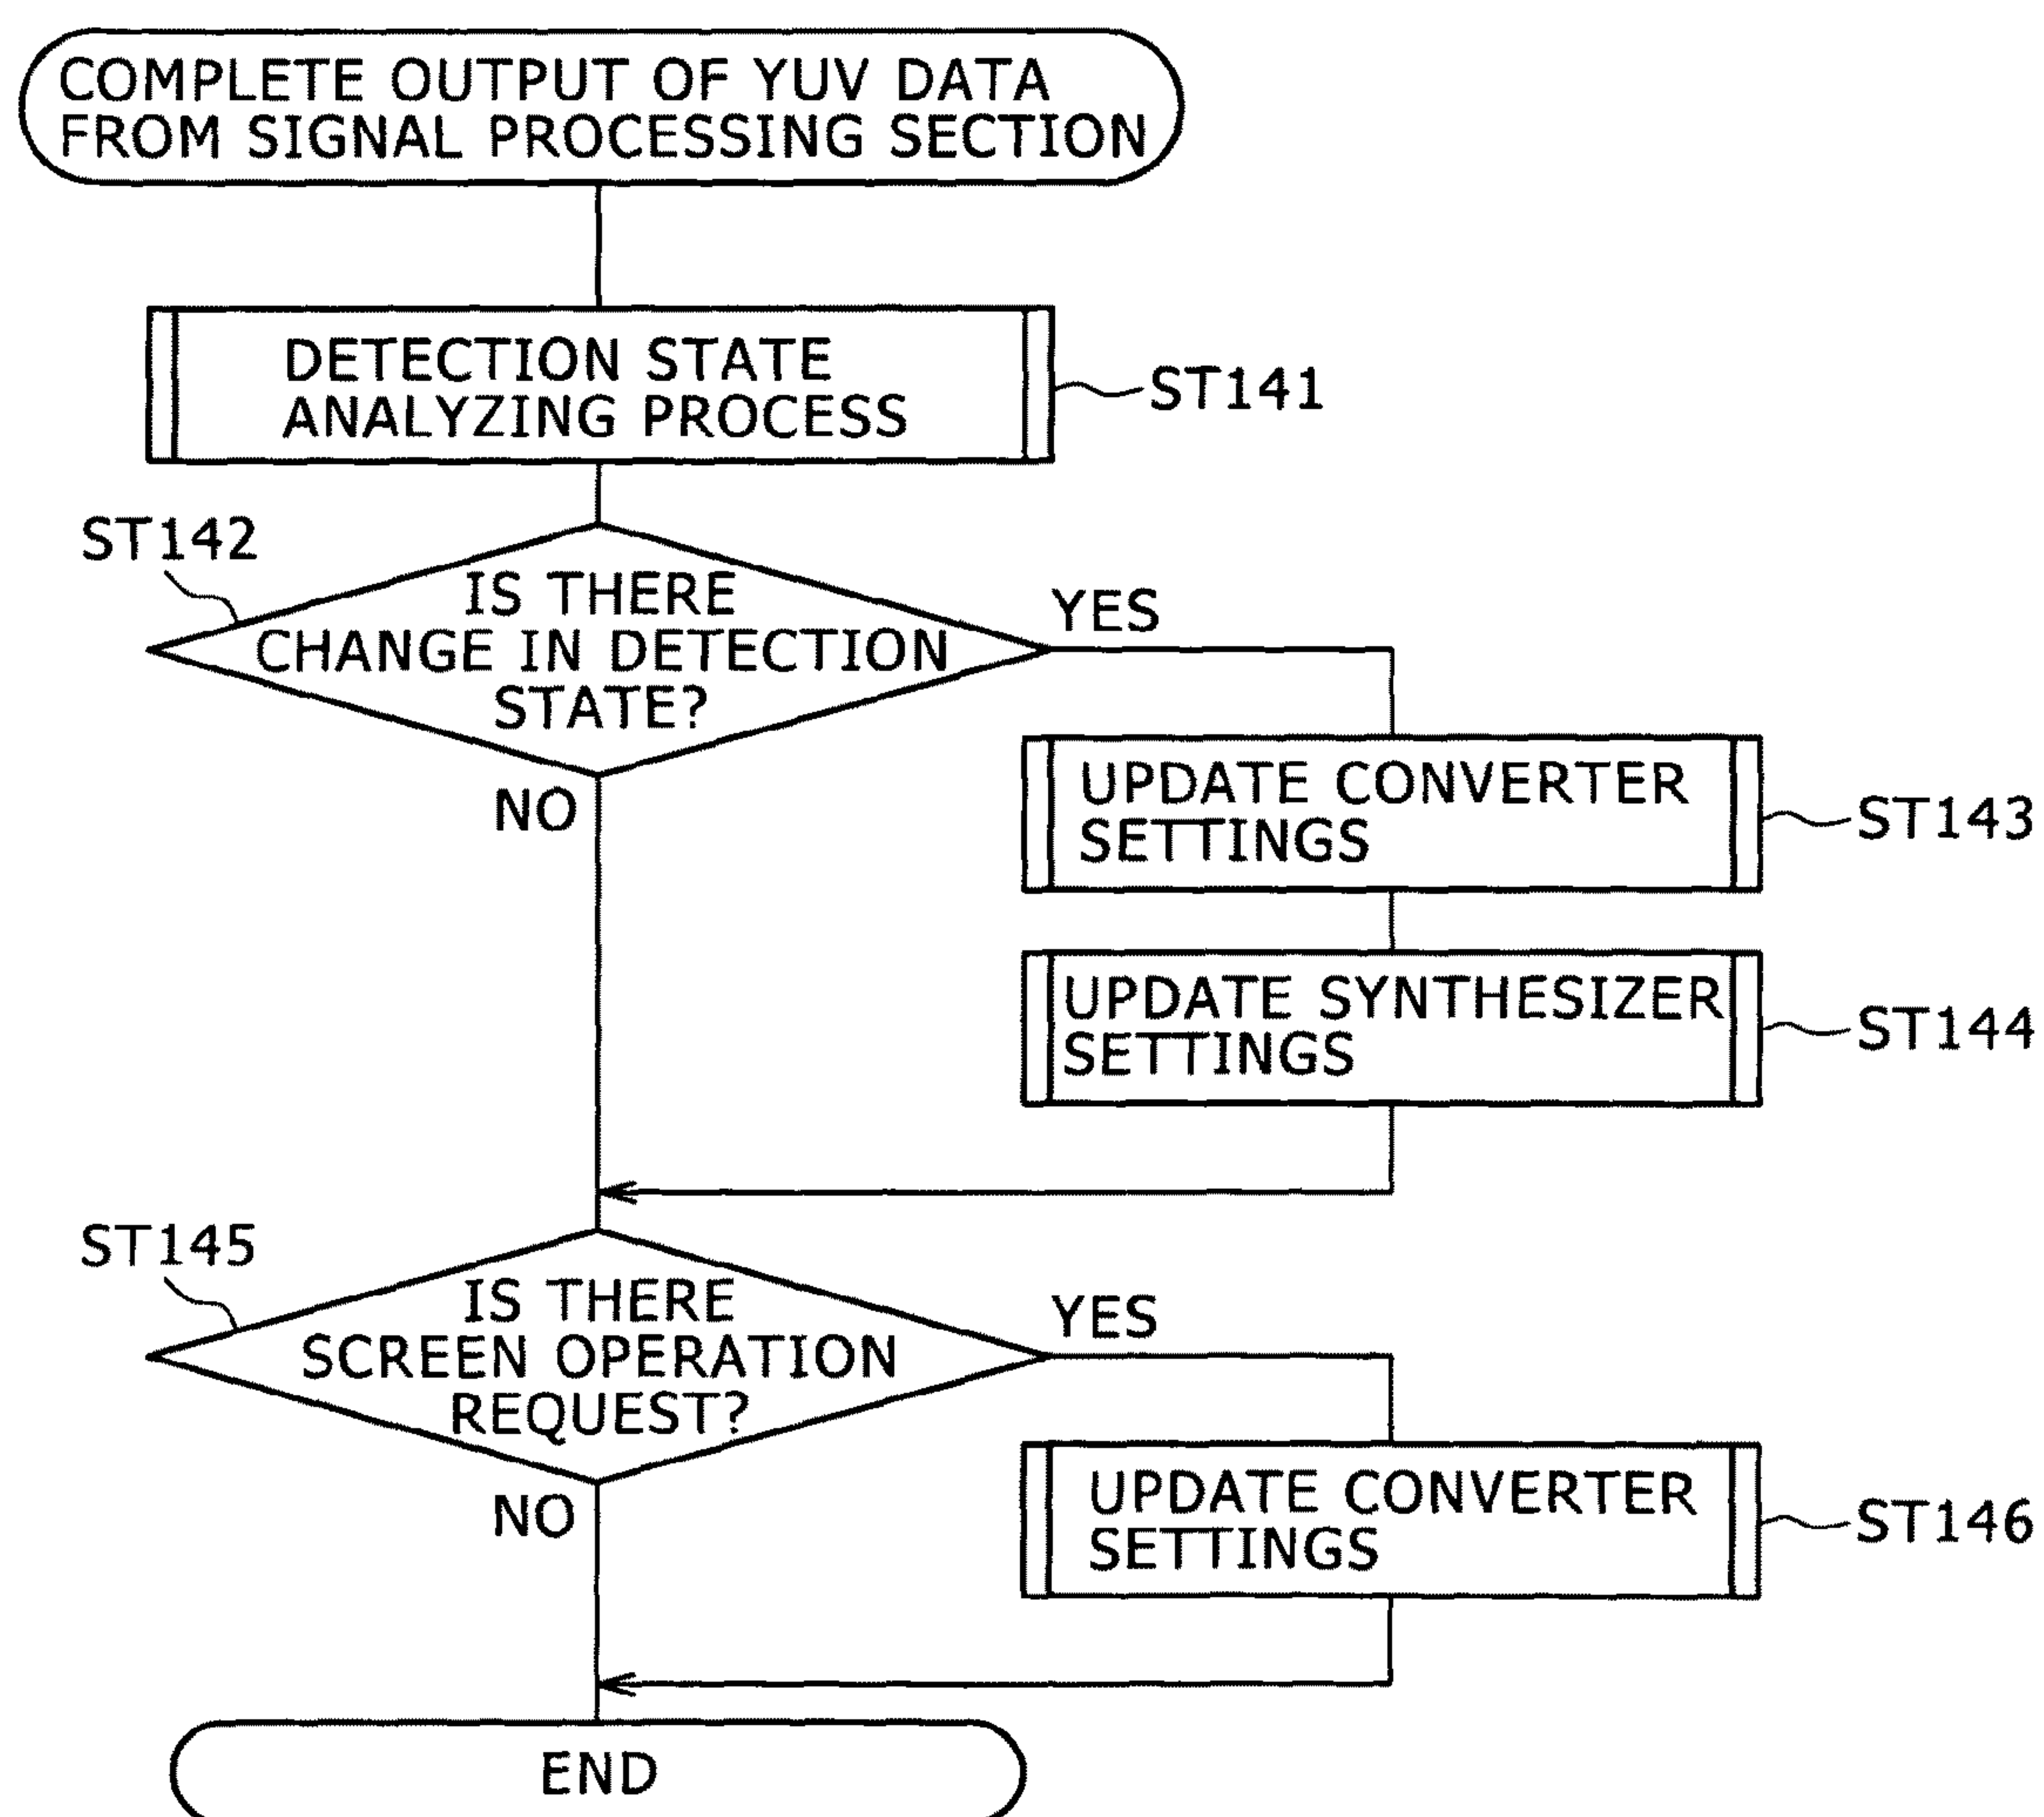 COMPLETE OUTPUT OF YUV DATA
FROM SIGNAL PROCESSING SECTION
DETECTION STATE
ANALYZING PROCESS
ST141
ST142
IS THERE
CHANGE IN DETECTION
STATE?
YES
NO
UPDATE CONVERTER
SETTINGS
ST143
UPDATE SYNTHESIZER
SETTINGS
ST144
ST145
IS THERE
SCREEN OPERATION
REQUEST?
YES
NO
UPDATE CONVERTER
SETTINGS
ST146
END